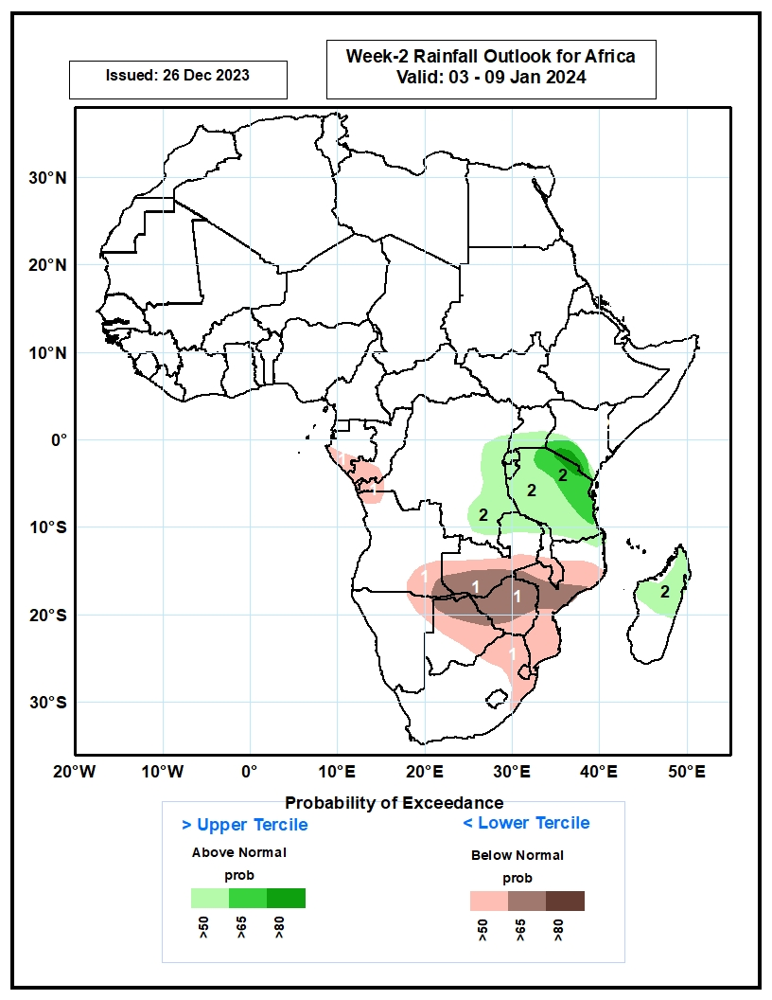 Issued: 26 Dec 2023
Week-2 Rainfall Outlook for Africa
Valid: 03 - 09 Jan 2024
30°N
20°N
10°N
0°
10°S
20°S
30°S
1
1
2
2
2
1
1
1
1
2
20°W 10°W 0° 10°E 20°E 30°E 40°E 50°E
Probability of Exceedance
> Upper Tercile
Above Normal
prob
>50 >65 >80
< Lower Tercile
Below Normal
prob
>50 >65 >80